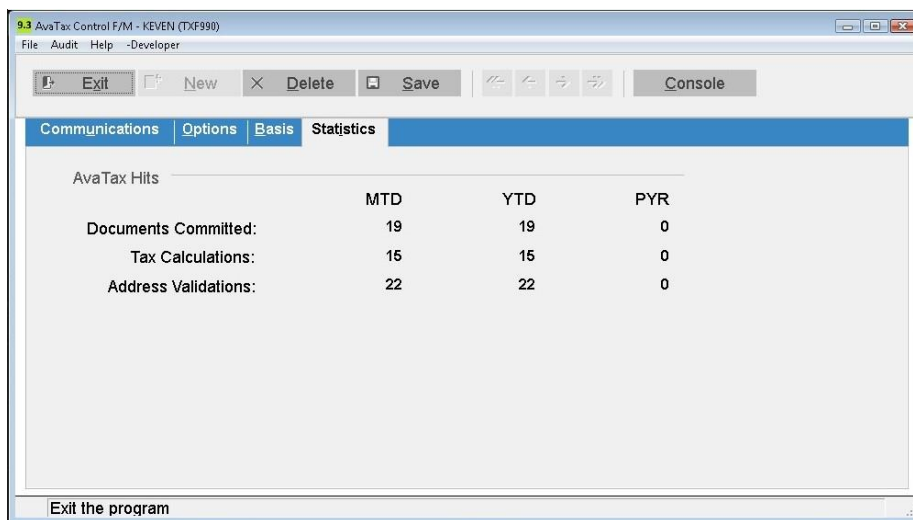 9.3 AvaTax Control F/M - KEVEN (TXF990)
File Audit Help -Developer
Exit New Delete Save Console
Communications Options Basis Statistics
AvaTax Hits
MTD YTD PYR
Documents Committed: 19 19 0
Tax Calculations: 15 15 0
Address Validations: 22 22 0
Exit the program